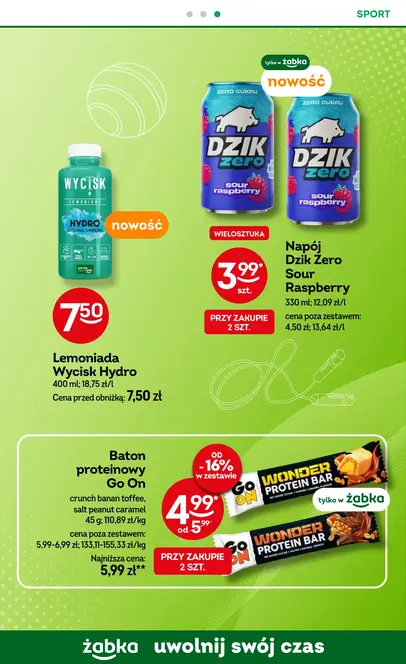 SPORT
tylko w żabka
nowość
ZERO CUKRU
DZIK
zero
sour
raspberry
ZERO CUKRU
DZIK
zero
sour
raspberry
WYCISK
LEMONIADA
HYDRO
nowość
WIELOSZTUKA
3,99*
szt.
PRZY ZAKUPIE
2 SZT.
Napój
Dzik Zero
Sour
Raspberry
330 ml; 12,09 zł/l
cena poza zestawem:
4,50 zł; 13,64 zł/l
7,50
Lemoniada
Wycisk Hydro
400 ml; 18,75 zł/l
Cena przed obniżką: 7,50 zł
Baton
proteinowy
Go On
crunch banan toffee,
salt peanut caramel
45 g; 110,89 zł/kg
cena poza zestawem:
5,99-6,99 zł; 133,11-155,33 zł/kg
Najniższa cena:
5,99 zł**
OD
-16%
w zestawie
4,99*
od 5,99
PRZY ZAKUPIE
2 SZT.
GO ON
WONDER
PROTEIN BAR
tylko w żabka
GO ON
WONDER
PROTEIN BAR
żabka uwolnij swój czas